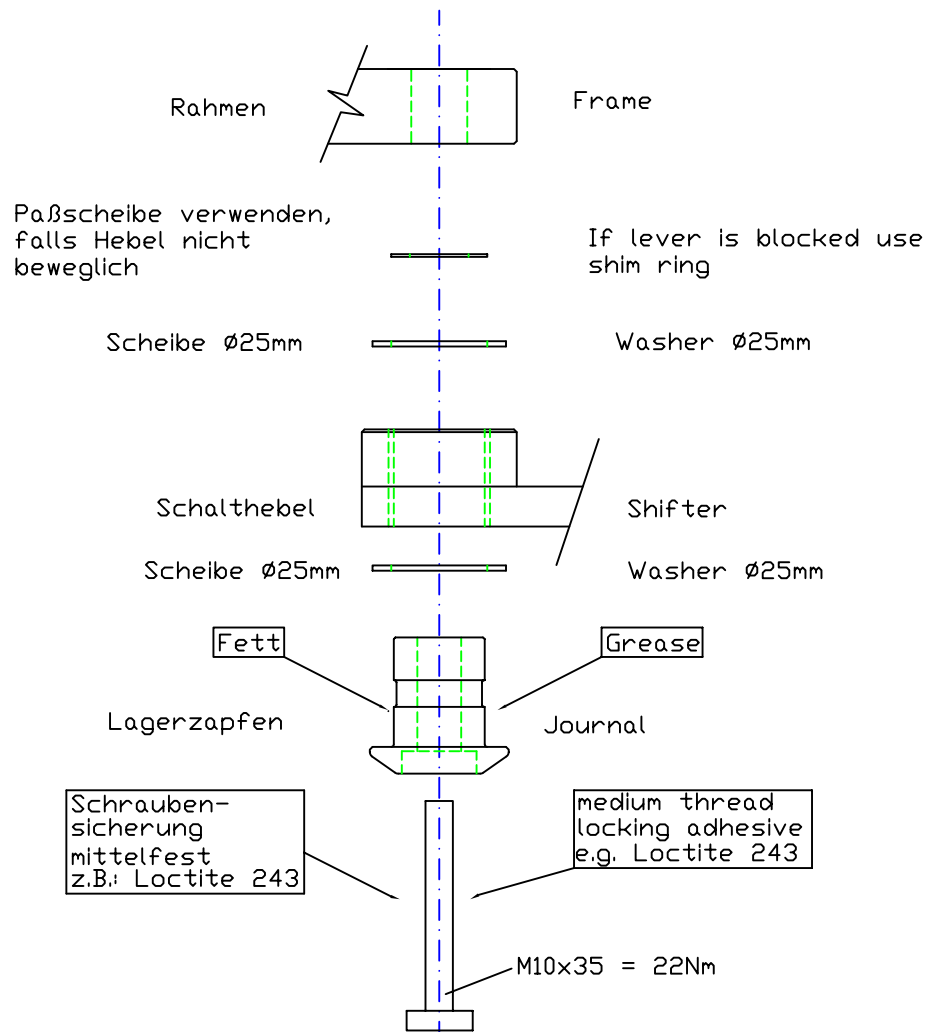 Rahmen
Frame
Paßscheibe verwenden,
falls Hebel nicht
beweglich
If lever is blocked use
shim ring
Scheibe Ø25mm
Washer Ø25mm
Schalthebel
Shifter
Scheibe Ø25mm
Washer Ø25mm
Fett
Grease
Lagerzapfen
Journal
Schrauben-
sicherung
mittelfest
z.B.: Loctite 243
medium thread
locking adhesive
e.g. Loctite 243
M10x35 = 22Nm